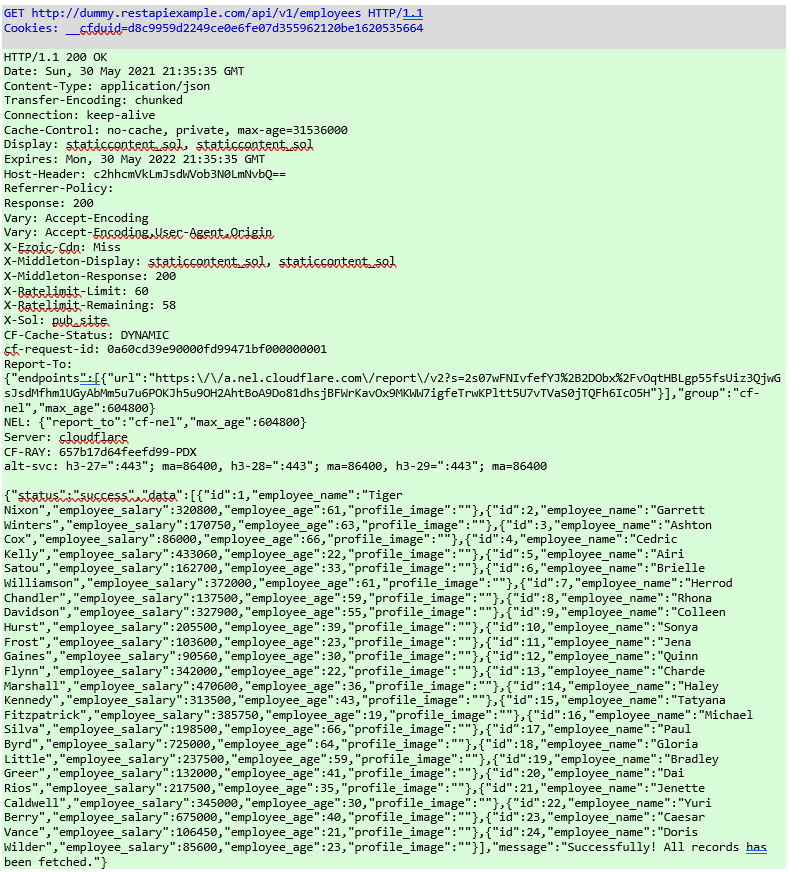 GET http://dummy.restapiexample.com/api/v1/employees HTTP/1.1
Cookies: __cfduid=d8c9959d2249ce0e6fe07d355962120be1620535664
HTTP/1.1 200 OK
Date: Sun, 30 May 2021 21:35:35 GMT
Content-Type: application/json
Transfer-Encoding: chunked
Connection: keep-alive
Cache-Control: no-cache, private, max-age=31536000
Display: staticcontent_sol, staticcontent_sol
Expires: Mon, 30 May 2022 21:35:35 GMT
Host-Header: c2hhcmVkLmJsdWVob3N0LmNvbQ==
Referrer-Policy:
Response: 200
Vary: Accept-Encoding
Vary: Accept-Encoding,User-Agent,Origin
X-Ezoic-Cdn: Miss
X-Middleton-Display: staticcontent_sol, staticcontent_sol
X-Middleton-Response: 200
X-Ratelimit-Limit: 60
X-Ratelimit-Remaining: 58
X-Sol: pub_site
CF-Cache-Status: DYNAMIC
cf-request-id: 0a60cd39e90000fd99471bf000000001
Report-To:
{"endpoints":[{"url":"https:\/\/a.nel.cloudflare.com\/report\/v2?s=2s07wFNIvfefYJ%2B2DObx%2FvOqtHBLgp55fsUiz3QjwG
sJsdMfhm1UGyAbMm5u7u6POKJh5u9OH2AhtBoA9Do81dhsjBFWrKavOx9MKWW7igfeTrwKPltt5U7vTVaS0jTQFh6IcO5H"}],"group":"cf-
nel","max_age":604800}
NEL: {"report_to":"cf-nel","max_age":604800}
Server: cloudflare
CF-RAY: 657b17d64feefd99-PDX
alt-svc: h3-27=":443"; ma=86400, h3-28=":443"; ma=86400, h3-29=":443"; ma=86400
{"status":"success","data":[{"id":1,"employee_name":"Tiger
Nixon","employee_salary":320800,"employee_age":61,"profile_image":""},{"id":2,"employee_name":"Garrett
Winters","employee_salary":170750,"employee_age":63,"profile_image":""},{"id":3,"employee_name":"Ashton
Cox","employee_salary":86000,"employee_age":66,"profile_image":""},{"id":4,"employee_name":"Cedric
Kelly","employee_salary":433060,"employee_age":22,"profile_image":""},{"id":5,"employee_name":"Airi
Satou","employee_salary":162700,"employee_age":33,"profile_image":""},{"id":6,"employee_name":"Brielle
Williamson","employee_salary":372000,"employee_age":61,"profile_image":""},{"id":7,"employee_name":"Herrod
Chandler","employee_salary":137500,"employee_age":59,"profile_image":""},{"id":8,"employee_name":"Rhona
Davidson","employee_salary":327900,"employee_age":55,"profile_image":""},{"id":9,"employee_name":"Colleen
Hurst","employee_salary":205500,"employee_age":39,"profile_image":""},{"id":10,"employee_name":"Sonya
Frost","employee_salary":103600,"employee_age":23,"profile_image":""},{"id":11,"employee_name":"Jena
Gaines","employee_salary":90560,"employee_age":30,"profile_image":""},{"id":12,"employee_name":"Quinn
Flynn","employee_salary":342000,"employee_age":22,"profile_image":""},{"id":13,"employee_name":"Charde
Marshall","employee_salary":470600,"employee_age":36,"profile_image":""},{"id":14,"employee_name":"Haley
Kennedy","employee_salary":313500,"employee_age":43,"profile_image":""},{"id":15,"employee_name":"Tatyana
Fitzpatrick","employee_salary":385750,"employee_age":19,"profile_image":""},{"id":16,"employee_name":"Michael
Silva","employee_salary":198500,"employee_age":66,"profile_image":""},{"id":17,"employee_name":"Paul
Byrd","employee_salary":725000,"employee_age":64,"profile_image":""},{"id":18,"employee_name":"Gloria
Little","employee_salary":237500,"employee_age":59,"profile_image":""},{"id":19,"employee_name":"Bradley
Greer","employee_salary":132000,"employee_age":41,"profile_image":""},{"id":20,"employee_name":"Dai
Rios","employee_salary":217500,"employee_age":35,"profile_image":""},{"id":21,"employee_name":"Jenette
Caldwell","employee_salary":345000,"employee_age":30,"profile_image":""},{"id":22,"employee_name":"Yuri
Berry","employee_salary":675000,"employee_age":40,"profile_image":""},{"id":23,"employee_name":"Caesar
Vance","employee_salary":106450,"employee_age":21,"profile_image":""},{"id":24,"employee_name":"Doris
Wilder","employee_salary":85600,"employee_age":23,"profile_image":""}],"message":"Successfully! All records has
been fetched."}